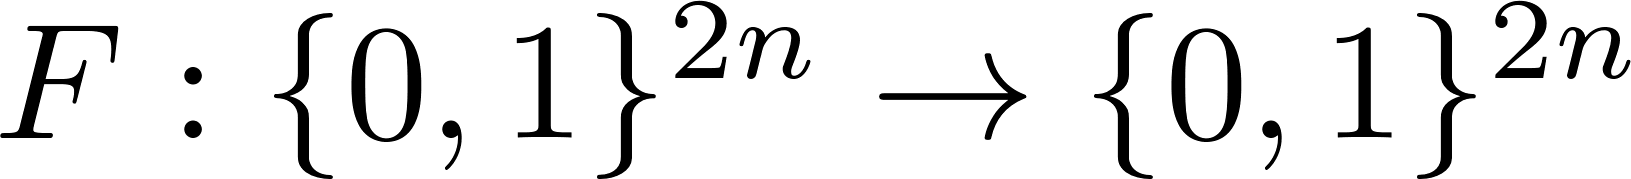 F : {0, 1}²ⁿ → {0, 1}²ⁿ